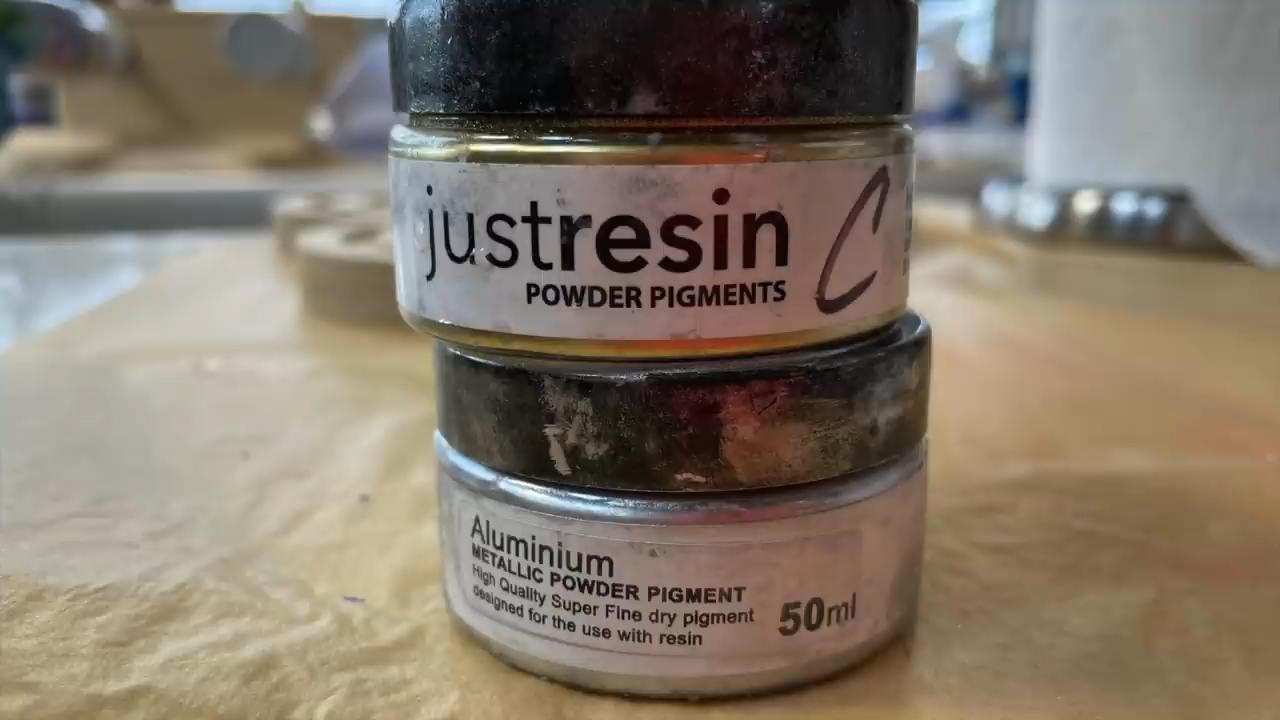 justresin
POWDER PIGMENTS
C
Aluminium
METALLIC POWDER PIGMENT
High Quality Super Fine dry pigment
designed for the use with resin
50ml